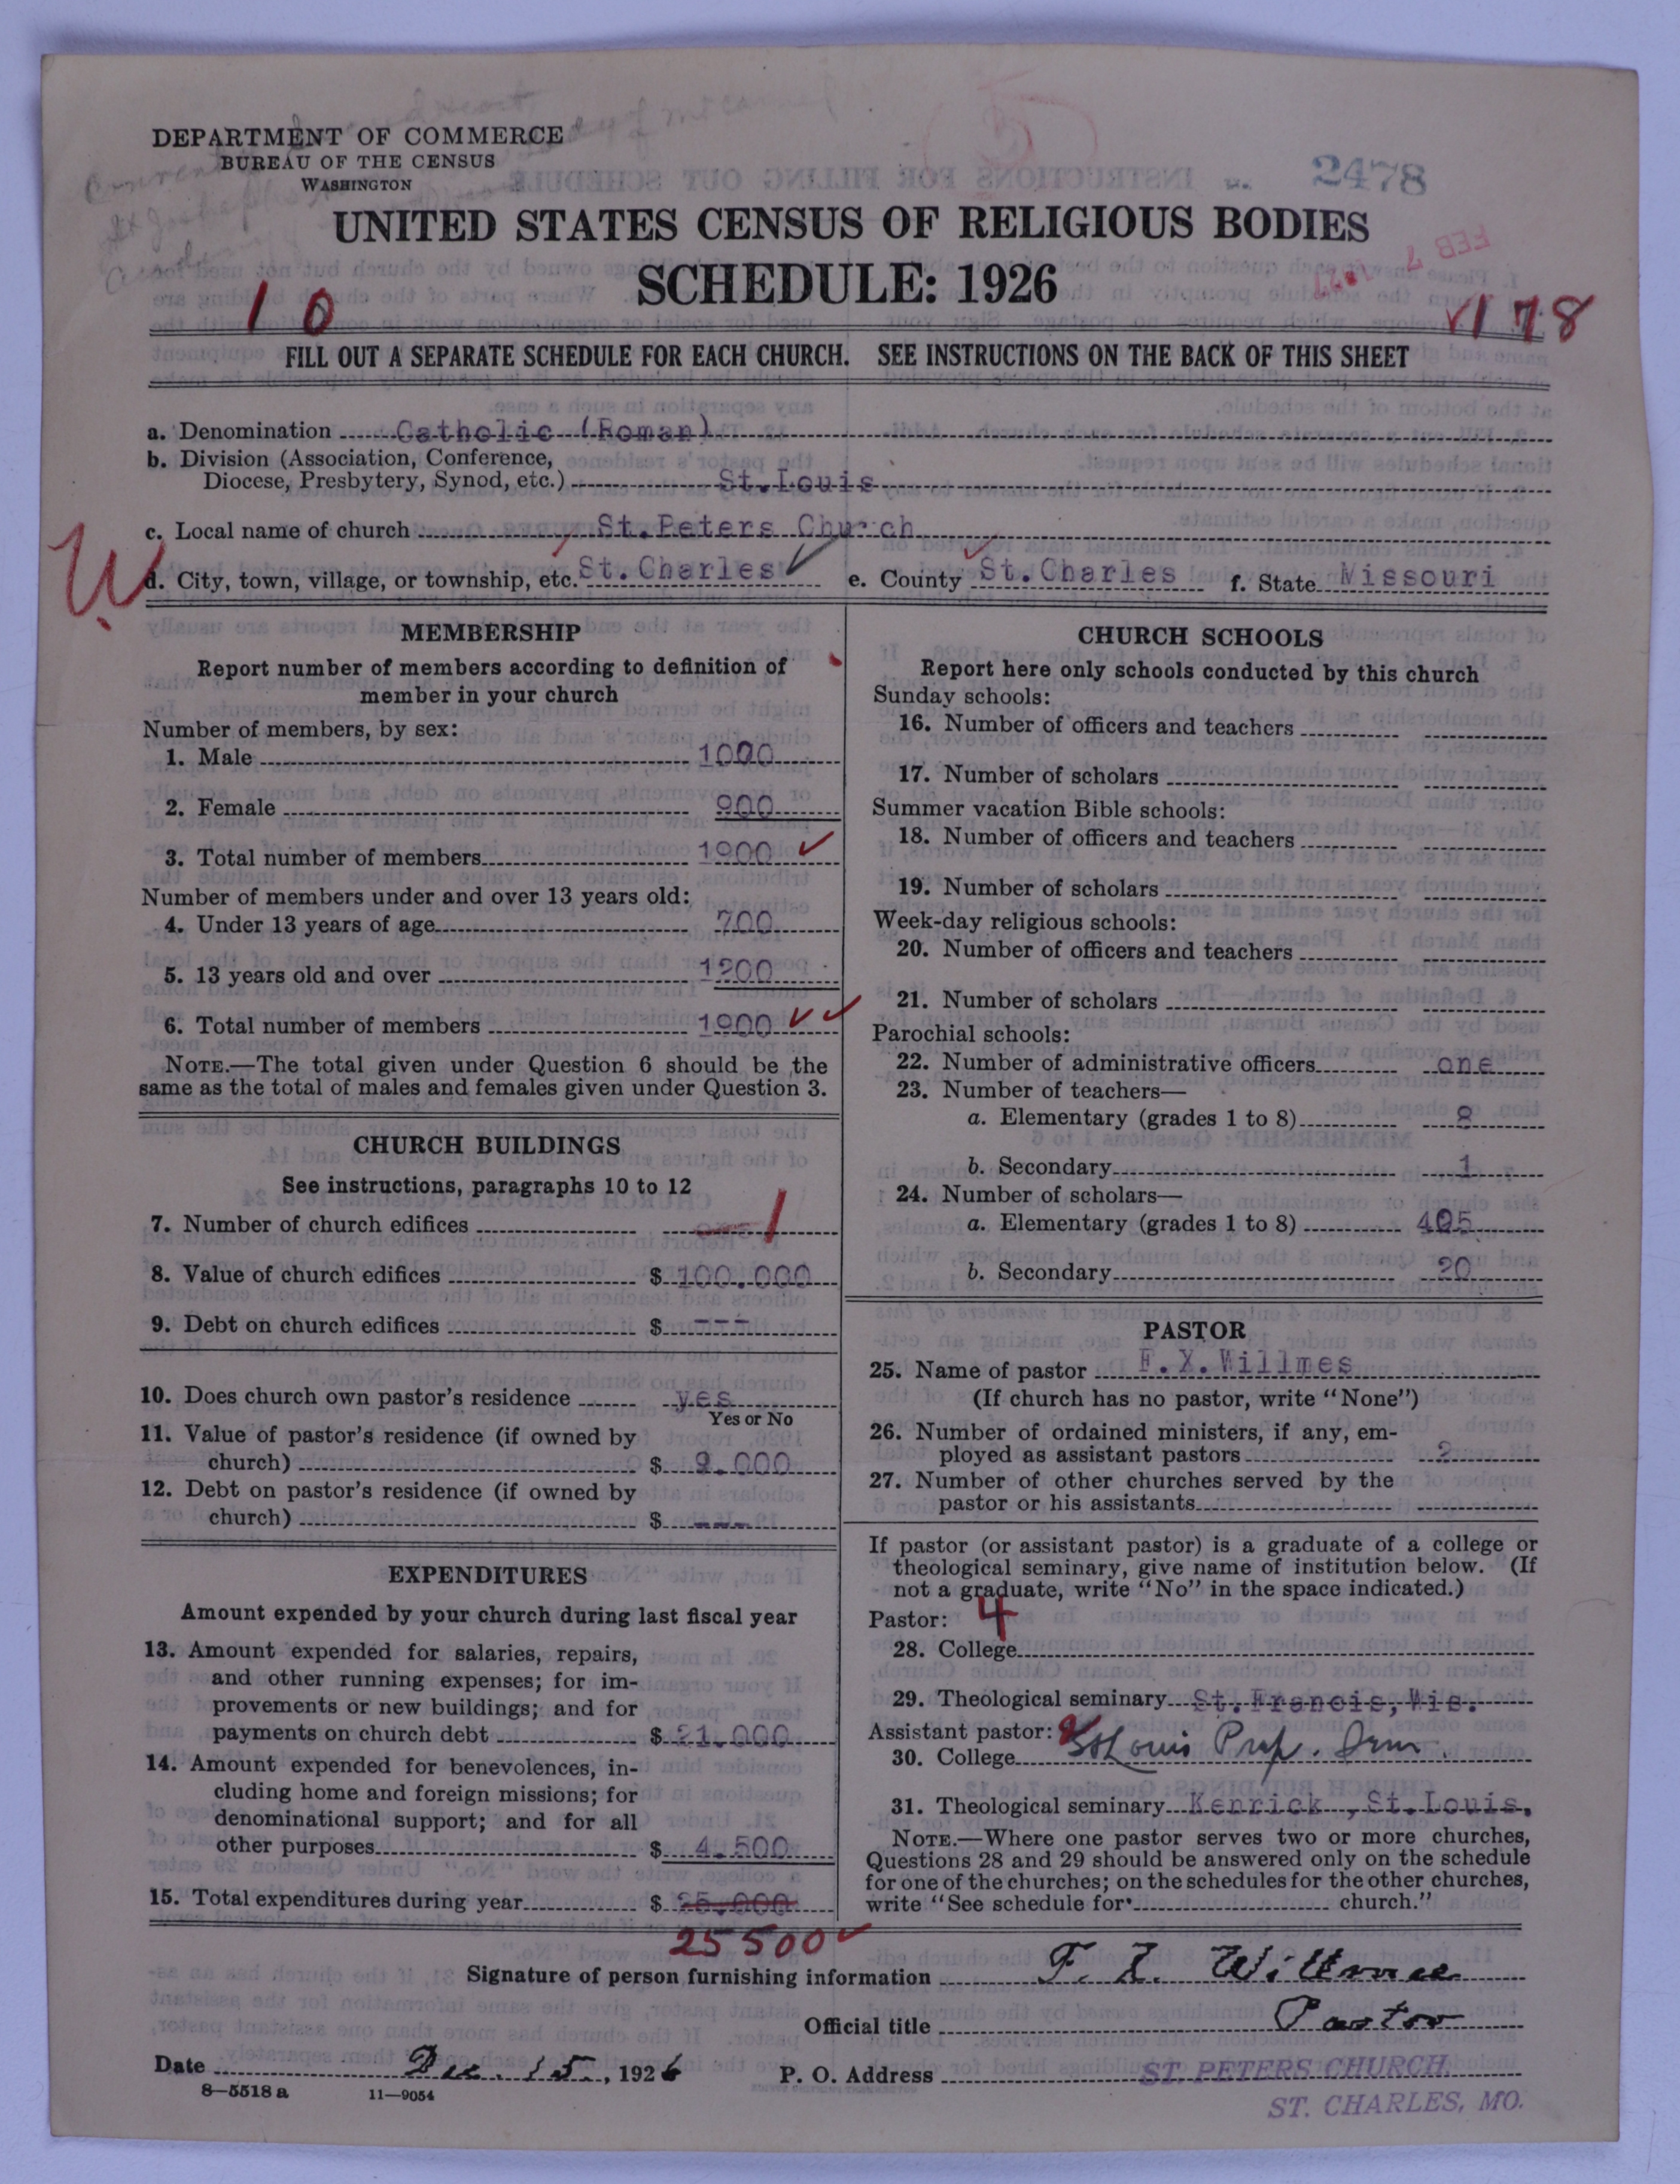 DEPARTMENT OF COMMERCE
BUREAU OF THE CENSUS
WASHINGTON
2478
UNITED STATES CENSUS OF RELIGIOUS BODIES
SCHEDULE: 1926
FEB 7
10
178
FILL OUT A SEPARATE SCHEDULE FOR EACH CHURCH. SEE INSTRUCTIONS ON THE BACK OF THIS SHEET
a. Denomination Catholic (Roman)
b. Division (Association, Conference,
Diocese, Presbytery, Synod, etc.) St.Louis
c. Local name of church St.Peters Church
W
d. City, town, village, or township, etc. St.Charles e. County St.Charles f. State Missouri
MEMBERSHIP
Report number of members according to definition of
member in your church
Number of members, by sex:
1. Male 1000
2. Female 900
3. Total number of members 1900
Number of members under and over 13 years old:
4. Under 13 years of age 700
5. 13 years old and over 1200
6. Total number of members 1900
NOTE.—The total given under Question 6 should be the
same as the total of males and females given under Question 3.
CHURCH BUILDINGS
See instructions, paragraphs 10 to 12
7. Number of church edifices 1
8. Value of church edifices $ 100.000
9. Debt on church edifices $ ---
10. Does church own pastor's residence yes
Yes or No
11. Value of pastor's residence (if owned by
church) $ 9.000
12. Debt on pastor's residence (if owned by
church) $ ---
EXPENDITURES
Amount expended by your church during last fiscal year
13. Amount expended for salaries, repairs,
and other running expenses; for im-
provements or new buildings; and for
payments on church debt $ 21.000
14. Amount expended for benevolences, in-
cluding home and foreign missions; for
denominational support; and for all
other purposes $ 4.500
15. Total expenditures during year $ 25.000
25500
CHURCH SCHOOLS
Report here only schools conducted by this church
Sunday schools:
16. Number of officers and teachers
17. Number of scholars
Summer vacation Bible schools:
18. Number of officers and teachers
19. Number of scholars
Week-day religious schools:
20. Number of officers and teachers
21. Number of scholars
Parochial schools:
22. Number of administrative officers one
23. Number of teachers—
a. Elementary (grades 1 to 8) 8
b. Secondary 1
24. Number of scholars—
a. Elementary (grades 1 to 8) 405
b. Secondary 20
PASTOR
25. Name of pastor F.X.Willmes
(If church has no pastor, write "None")
26. Number of ordained ministers, if any, em-
ployed as assistant pastors 2
27. Number of other churches served by the
pastor or his assistants
If pastor (or assistant pastor) is a graduate of a college or
theological seminary, give name of institution below. (If
not a graduate, write "No" in the space indicated.)
Pastor: 4
28. College
29. Theological seminary St.Francis,Wis.
Assistant pastor:
30. College St Louis Prep. Sem.
31. Theological seminary Kenrick ,St.Louis.
NOTE.—Where one pastor serves two or more churches,
Questions 28 and 29 should be answered only on the schedule
for one of the churches; on the schedules for the other churches,
write "See schedule for church."
Signature of person furnishing information F. X. Willmes
Official title Pastor
Date Dec. 15., 1926 P. O. Address ST. PETERS CHURCH,
8—5518 a 11—9054
ST. CHARLES, MO.